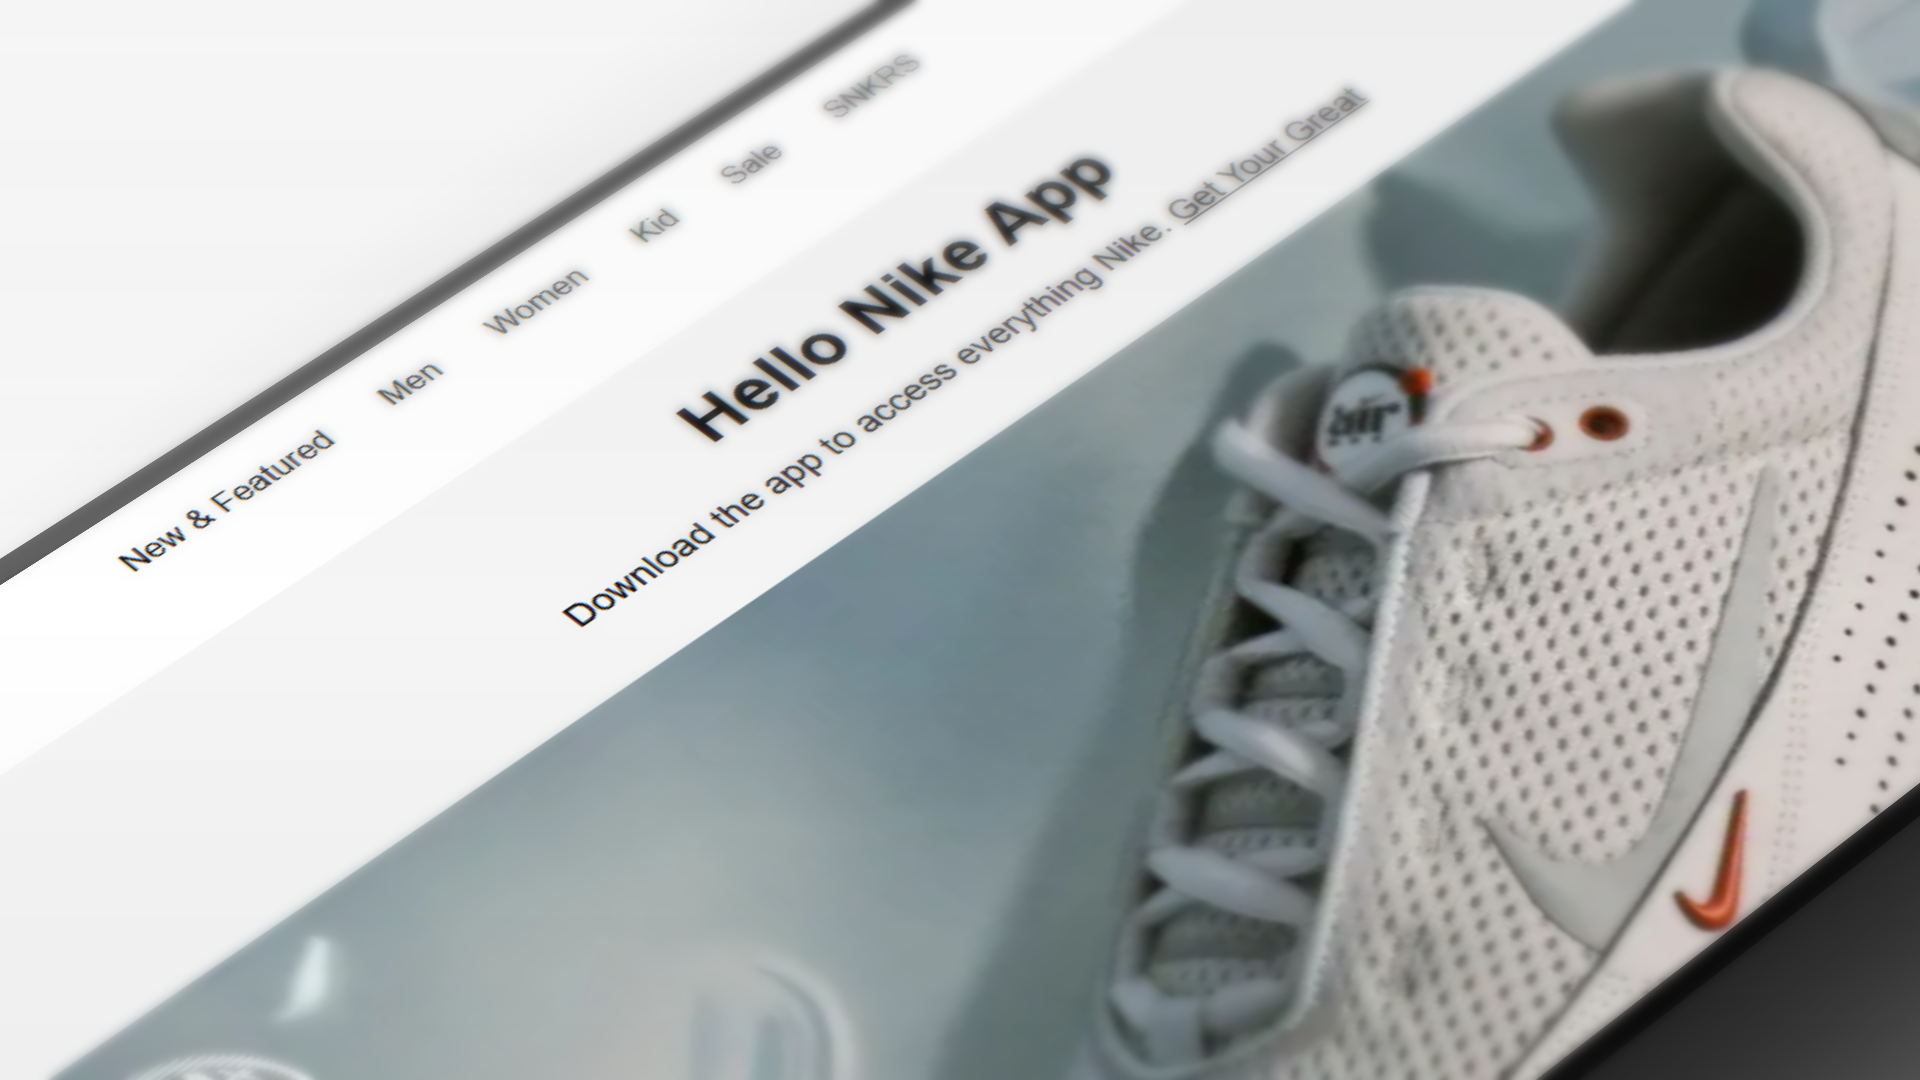 New & Featured Men Women Kid Sale SNKRS
Hello Nike App
Download the app to access everything Nike. Get Your Great
air